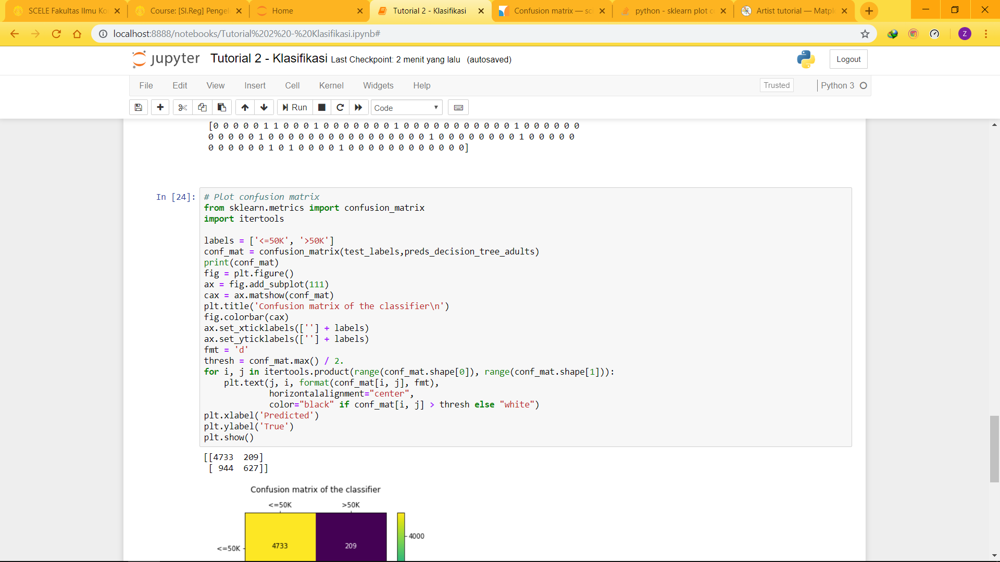 SCELE Fakultas Ilmu Ko
Course: [SI.Reg] Pengel
Home
Tutorial 2 - Klasifikasi
Confusion matrix — sci
python - sklearn plot c
Artist tutorial — Matpl
localhost:8888/notebooks/Tutorial%202%20-%20Klasifikasi.ipynb#
Z
jupyter Tutorial 2 - Klasifikasi Last Checkpoint: 2 menit yang lalu (autosaved)
Logout
File Edit View Insert Cell Kernel Widgets Help
Trusted
Python 3
Run
Code
[0 0 0 0 0 1 1 0 0 0 1 0 0 0 0 0 0 0 1 0 0 0 0 0 0 0 0 0 0 0 1 0 0 0 0 0 0
0 0 0 0 0 1 0 0 0 0 0 0 0 0 0 0 0 0 0 0 0 0 1 0 0 0 0 0 0 0 0 1 0 0 0 0 0
0 0 0 0 0 0 1 0 1 0 0 0 0 1 0 0 0 0 0 0 0 0 0 0 0 0]
In [24]:
# Plot confusion matrix
from sklearn.metrics import confusion_matrix
import itertools
labels = ['<=50K', '>50K']
conf_mat = confusion_matrix(test_labels,preds_decision_tree_adults)
print(conf_mat)
fig = plt.figure()
ax = fig.add_subplot(111)
cax = ax.matshow(conf_mat)
plt.title('Confusion matrix of the classifier\n')
fig.colorbar(cax)
ax.set_xticklabels([''] + labels)
ax.set_yticklabels([''] + labels)
fmt = 'd'
thresh = conf_mat.max() / 2.
for i, j in itertools.product(range(conf_mat.shape[0]), range(conf_mat.shape[1])):
    plt.text(j, i, format(conf_mat[i, j], fmt),
             horizontalalignment="center",
             color="black" if conf_mat[i, j] > thresh else "white")
plt.xlabel('Predicted')
plt.ylabel('True')
plt.show()
[[4733  209]
 [ 944  627]]
Confusion matrix of the classifier
<=50K >50K
4000
<=50K 4733 209